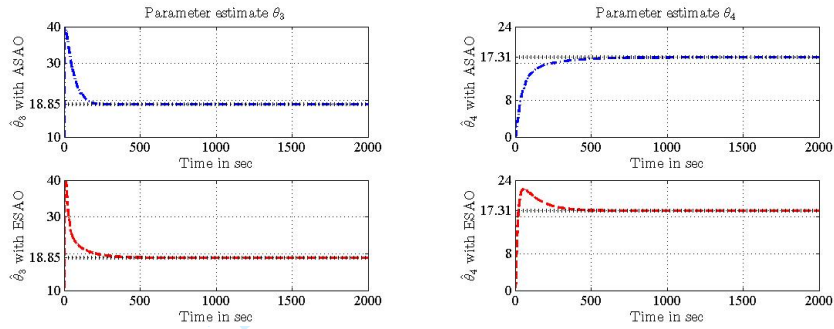 Parameter estimate θ₃
θ̂₃ with ASAO
40
30
18.85
10
0 500 1000 1500 2000
Time in sec
Parameter estimate θ₄
θ̂₄ with ASAO
24
17.31
8
0
0 500 1000 1500 2000
Time in sec
θ̂₃ with ESAO
40
30
18.85
10
0 500 1000 1500 2000
Time in sec
θ̂₄ with ESAO
24
17.31
8
0
0 500 1000 1500 2000
Time in sec